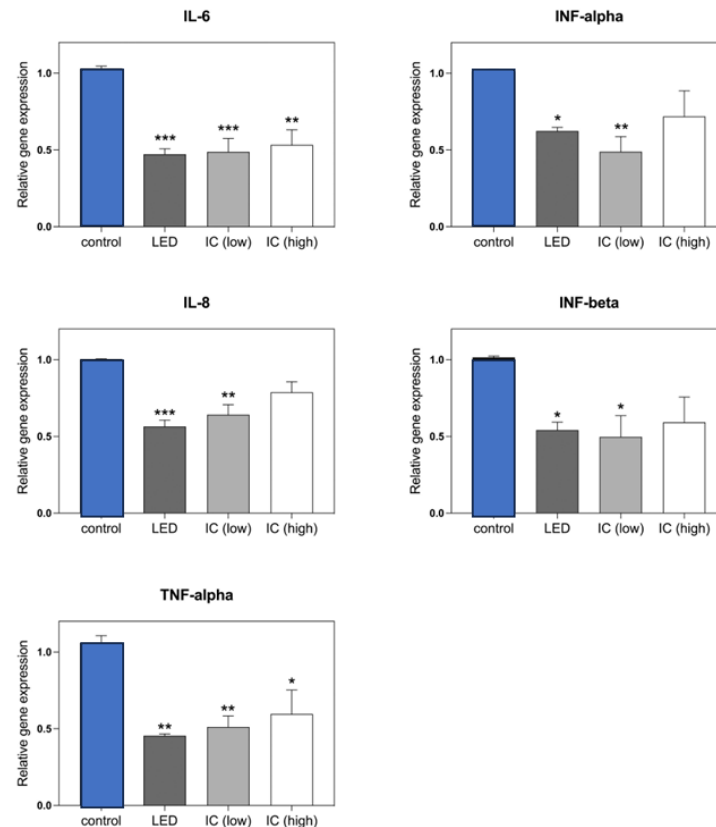 IL-6
Relative gene expression
1.0
0.5
0.0
***
***
**
control LED IC (low) IC (high)
INF-alpha
Relative gene expression
1.0
0.5
0.0
*
**
control LED IC (low) IC (high)
IL-8
Relative gene expression
1.0
0.5
0.0
***
**
control LED IC (low) IC (high)
INF-beta
Relative gene expression
1.0
0.5
0.0
*
*
control LED IC (low) IC (high)
TNF-alpha
Relative gene expression
1.0
0.5
0.0
**
**
*
control LED IC (low) IC (high)